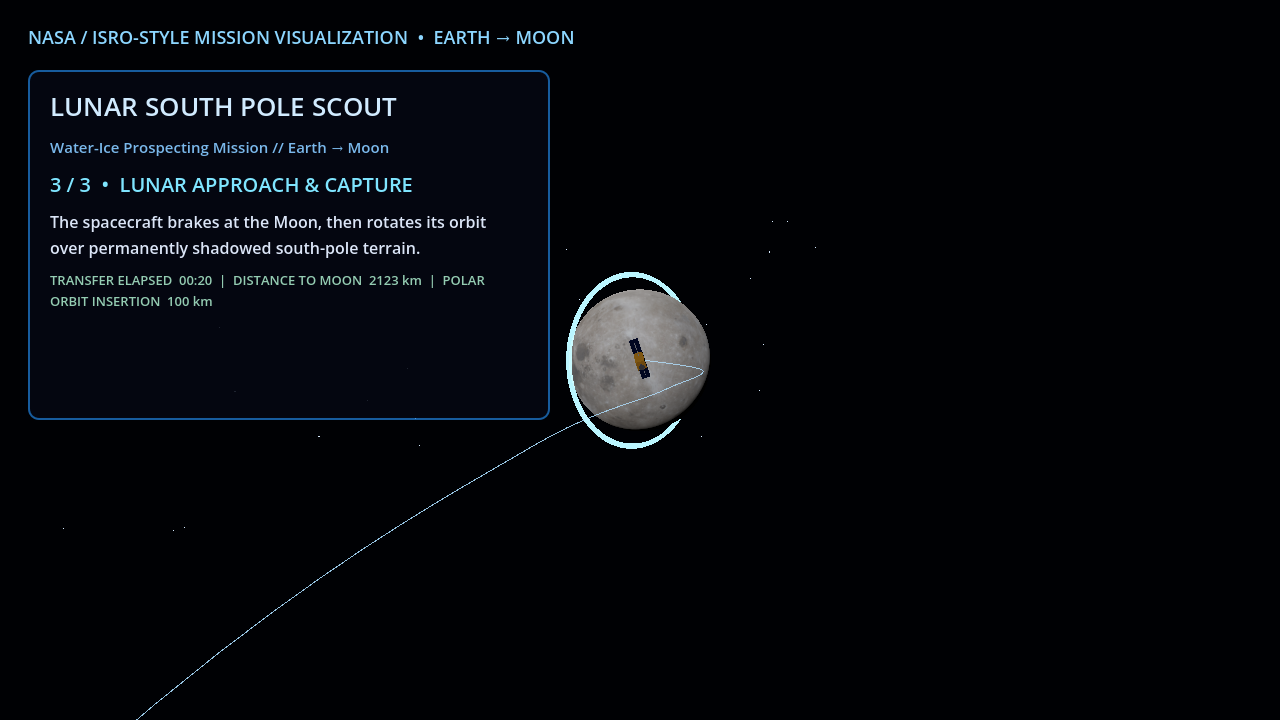 NASA / ISRO-STYLE MISSION VISUALIZATION • EARTH → MOON
LUNAR SOUTH POLE SCOUT
Water-Ice Prospecting Mission // Earth → Moon
3 / 3 • LUNAR APPROACH & CAPTURE
The spacecraft brakes at the Moon, then rotates its orbit
over permanently shadowed south-pole terrain.
TRANSFER ELAPSED 00:20 | DISTANCE TO MOON 2123 km | POLAR
ORBIT INSERTION 100 km